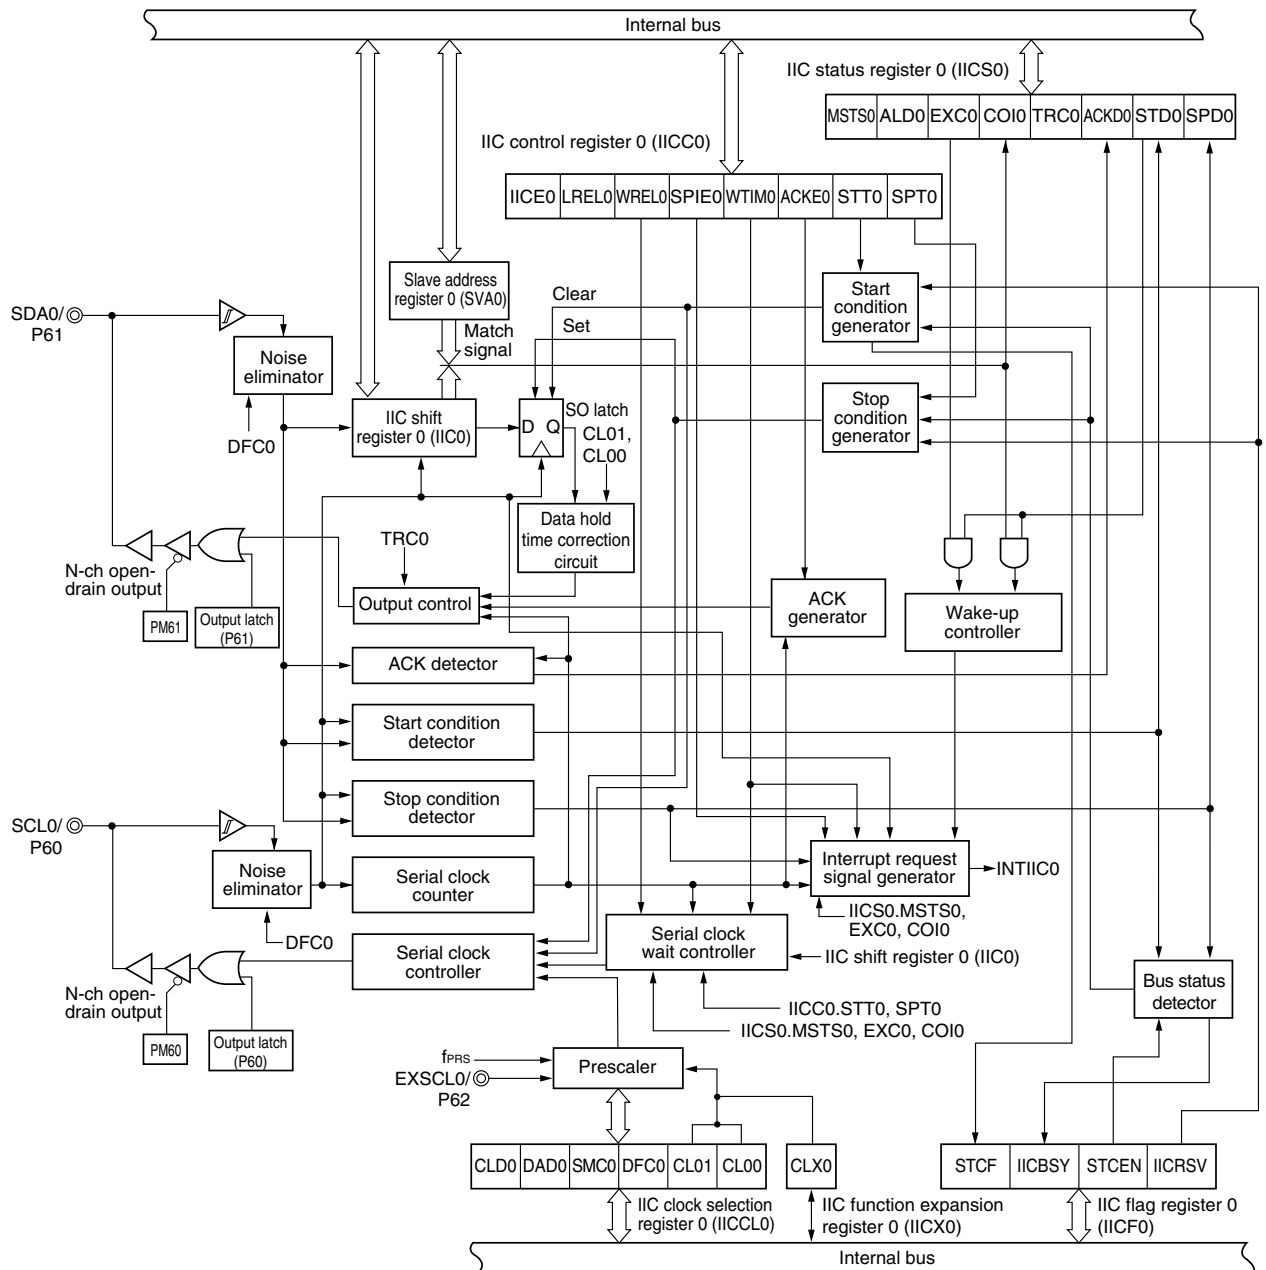 Internal bus
IIC status register 0 (IICS0)
MSTS0 ALD0 EXC0 COI0 TRC0 ACKD0 STD0 SPD0
IIC control register 0 (IICC0)
IICE0 LREL0 WREL0 SPIE0 WTIM0 ACKE0 STT0 SPT0
Slave address
register 0 (SVA0)
Clear
Start
condition
generator
SDA0/
P61
Set
Match
signal
Noise
eliminator
Stop
condition
generator
IIC shift
register 0 (IIC0)
D Q
SO latch
CL01,
CL00
DFC0
Data hold
time correction
circuit
TRC0
N-ch open-
drain output
PM61
Output latch
(P61)
Output control
ACK
generator
Wake-up
controller
ACK detector
Start condition
detector
Stop condition
detector
SCL0/
P60
Noise
eliminator
Serial clock
counter
Interrupt request
signal generator
INTIIC0
IICS0.MSTS0,
EXC0, COI0
DFC0
Serial clock
controller
Serial clock
wait controller
IIC shift register 0 (IIC0)
Bus status
detector
N-ch open-
drain output
IICC0.STT0, SPT0
IICS0.MSTS0, EXC0, COI0
PM60
Output latch
(P60)
fPRS
EXSCL0/
P62
Prescaler
CLD0 DAD0 SMC0 DFC0 CL01 CL00
CLX0
STCF IICBSY STCEN IICRSV
IIC clock selection
register 0 (IICCL0)
IIC function expansion
register 0 (IICX0)
IIC flag register 0
(IICF0)
Internal bus